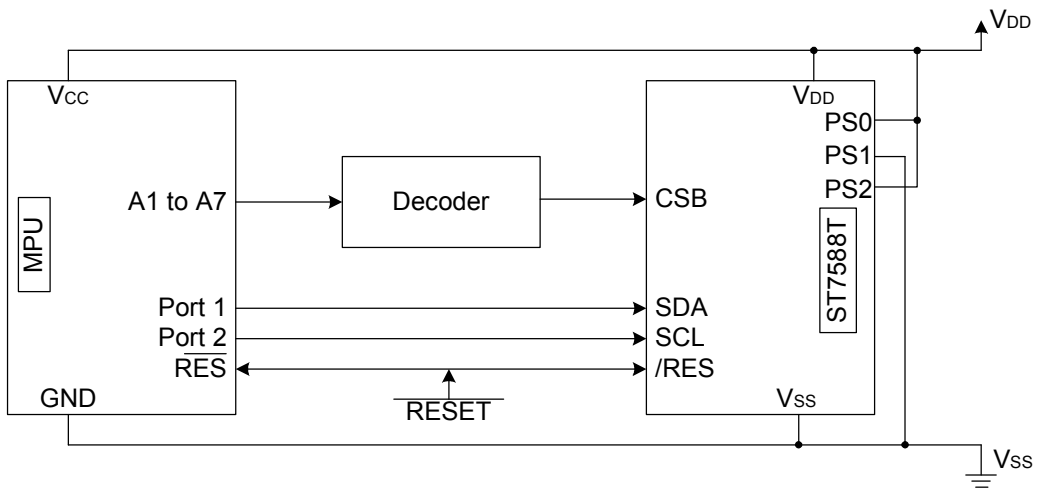 VDD
VCC
VDD
PS0
PS1
PS2
A1 to A7
Decoder
CSB
MPU
ST7588T
Port 1
SDA
Port 2
SCL
RES
/RES
GND
RESET
VSS
VSS